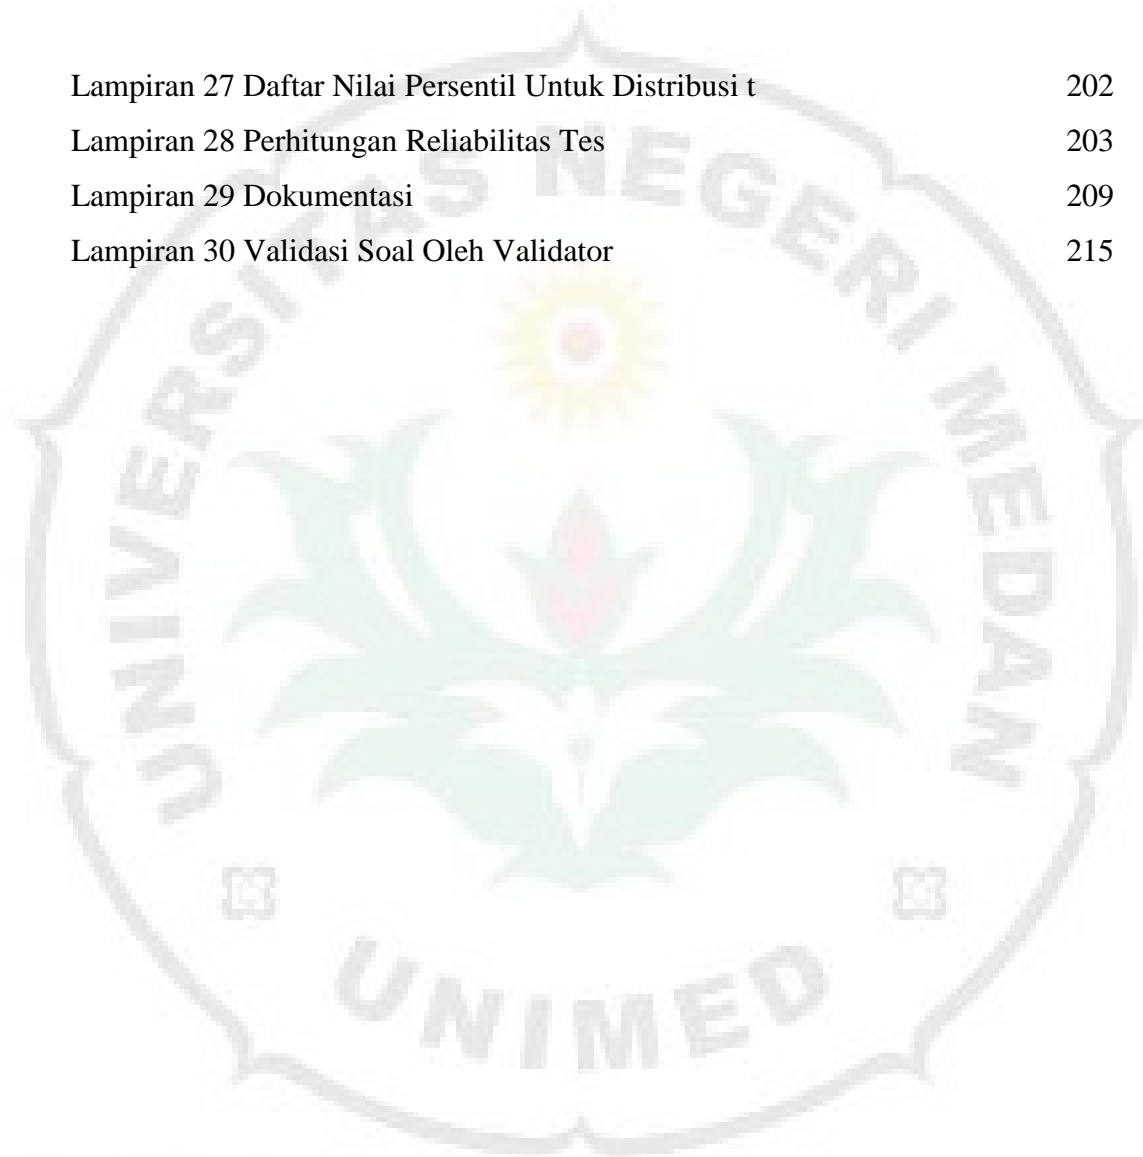 Lampiran 27 Daftar Nilai Persentil Untuk Distribusi t 202
Lampiran 28 Perhitungan Reliabilitas Tes 203
Lampiran 29 Dokumentasi 209
Lampiran 30 Validasi Soal Oleh Validator 215
UNIVERSITAS NEGERI MEDAN
UNIMED